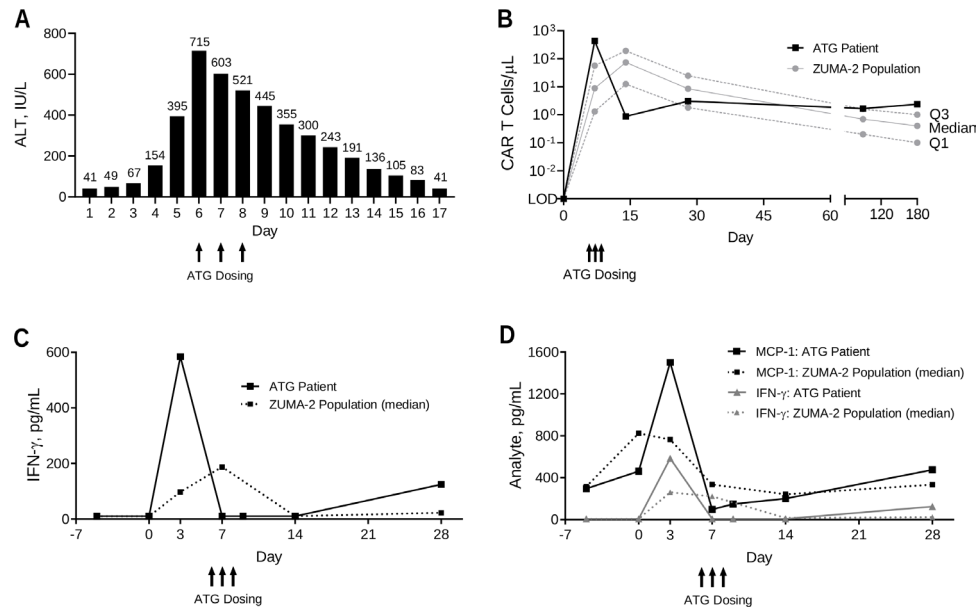 A
ALT, IU/L
800
600
400
200
0
41
49
67
154
395
715
603
521
445
355
300
243
191
136
105
83
41
1 2 3 4 5 6 7 8 9 10 11 12 13 14 15 16 17
Day
ATG Dosing
B
CAR T Cells/μL
10³
10²
10¹
10⁰
10⁻¹
10⁻²
LOD
ATG Patient
ZUMA-2 Population
Q3
Median
Q1
0 15 30 45 60 120 180
Day
ATG Dosing
C
IFN-γ, pg/mL
600
400
200
0
ATG Patient
ZUMA-2 Population (median)
-7 0 3 7 14 21 28
Day
ATG Dosing
D
Analyte, pg/mL
1600
1200
800
400
0
MCP-1: ATG Patient
MCP-1: ZUMA-2 Population (median)
IFN-γ: ATG Patient
IFN-γ: ZUMA-2 Population (median)
-7 0 3 7 14 21 28
Day
ATG Dosing